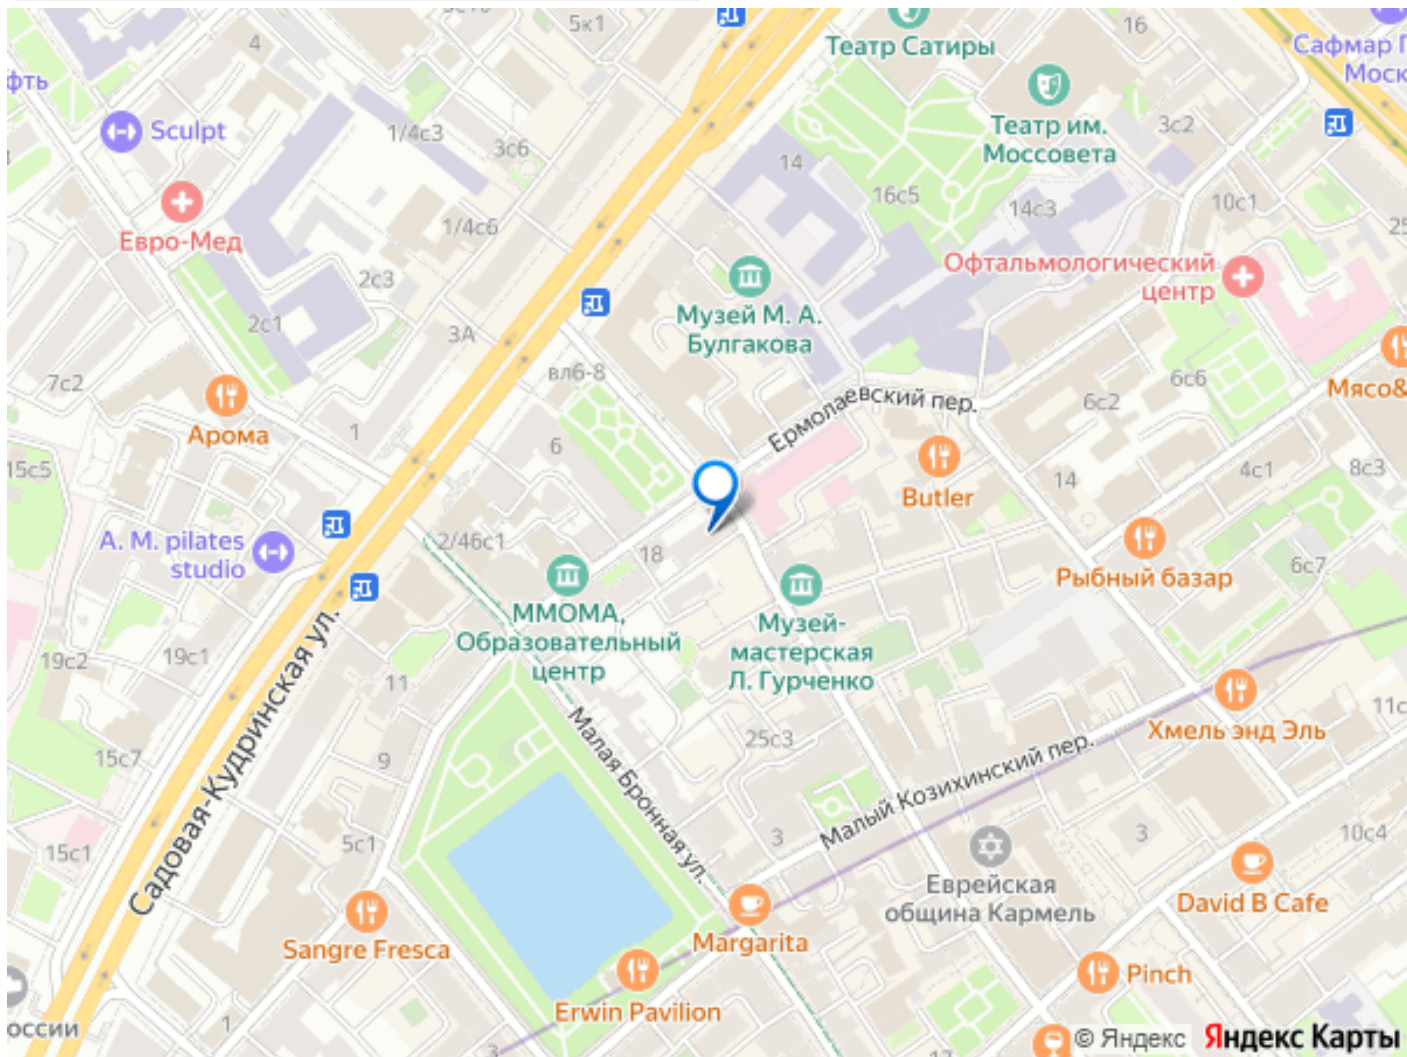 5к1
16
4
Театр Сатиры
Сафмар П
Моск
фть
Sculpt
1/4с3
3с6
Театр им.
Моссовета
3с2
14
16с5
14с3
10с1
25
1/4с6
Евро-Мед
2с3
Офтальмологический
центр
2с1
3А
Музей М. А.
Булгакова
вл6-8
7с2
Арома
1
6
Ермолаевский пер.
6с2
6с6
Мясо&
15с5
Butler
14
4с1
8с3
A. M. pilates
studio
2/46с1
18
Рыбный базар
6с7
ММОМА,
Образовательный
центр
Музей-
мастерская
Л. Гурченко
19с2
19с1
11
Садовая-Кудринская ул.
Малая Бронная ул.
25с3
Хмель энд Эль
11с
15с7
9
Малый Козихинский пер.
3
3
10с4
15с1
5с1
Еврейская
община Кармель
David B Cafe
Sangre Fresca
Margarita
Pinch
Erwin Pavilion
оссии
1
3
17
© Яндекс
Яндекс Карты